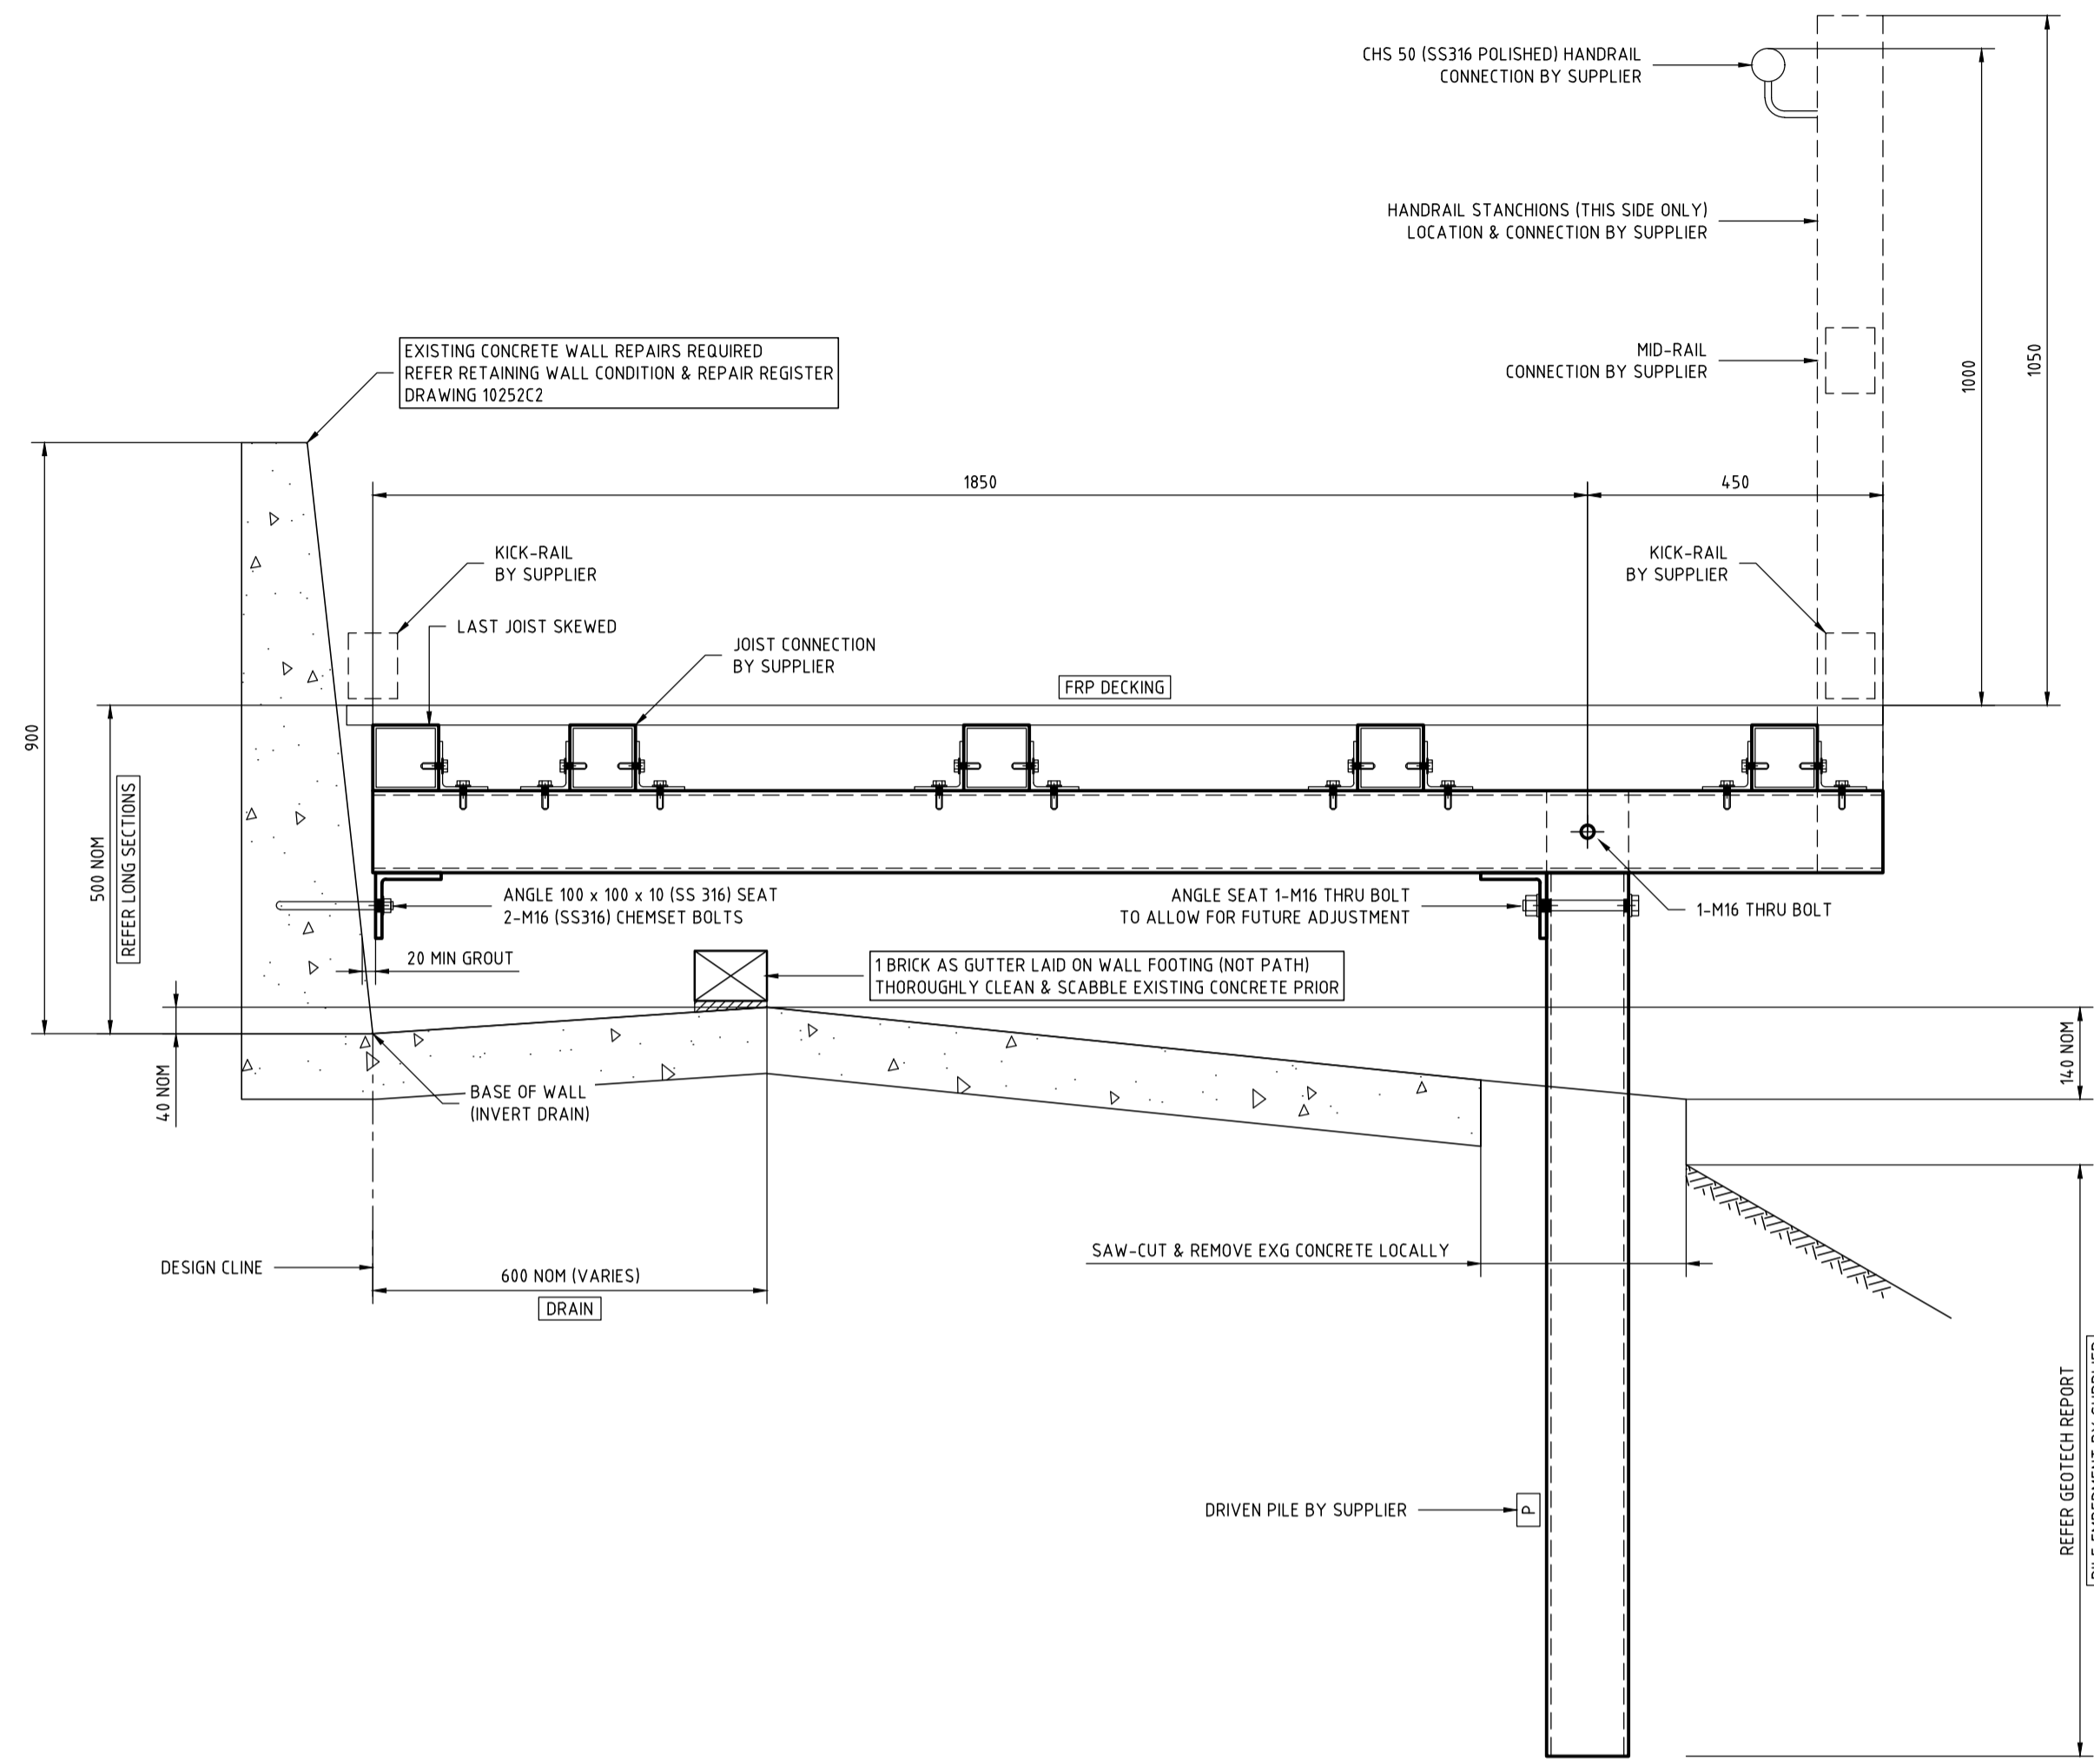 CHS 50 (SS316 POLISHED) HANDRAIL
CONNECTION BY SUPPLIER
HANDRAIL STANCHIONS (THIS SIDE ONLY)
LOCATION & CONNECTION BY SUPPLIER
MID-RAIL
CONNECTION BY SUPPLIER
1000
1050
EXISTING CONCRETE WALL REPAIRS REQUIRED
REFER RETAINING WALL CONDITION & REPAIR REGISTER
DRAWING 10252C2
1850
450
KICK-RAIL
BY SUPPLIER
KICK-RAIL
BY SUPPLIER
LAST JOIST SKEWED
JOIST CONNECTION
BY SUPPLIER
FRP DECKING
900
500 NOM
REFER LONG SECTIONS
ANGLE 100 x 100 x 10 (SS 316) SEAT
2-M16 (SS316) CHEMSET BOLTS
ANGLE SEAT 1-M16 THRU BOLT
TO ALLOW FOR FUTURE ADJUSTMENT
1-M16 THRU BOLT
20 MIN GROUT
1 BRICK AS GUTTER LAID ON WALL FOOTING (NOT PATH)
THOROUGHLY CLEAN & SCABBLE EXISTING CONCRETE PRIOR
40 NOM
140 NOM
BASE OF WALL
(INVERT DRAIN)
SAW-CUT & REMOVE EXG CONCRETE LOCALLY
DESIGN CLINE
600 NOM (VARIES)
DRAIN
DRIVEN PILE BY SUPPLIER
P
REFER GEOTECH REPORT